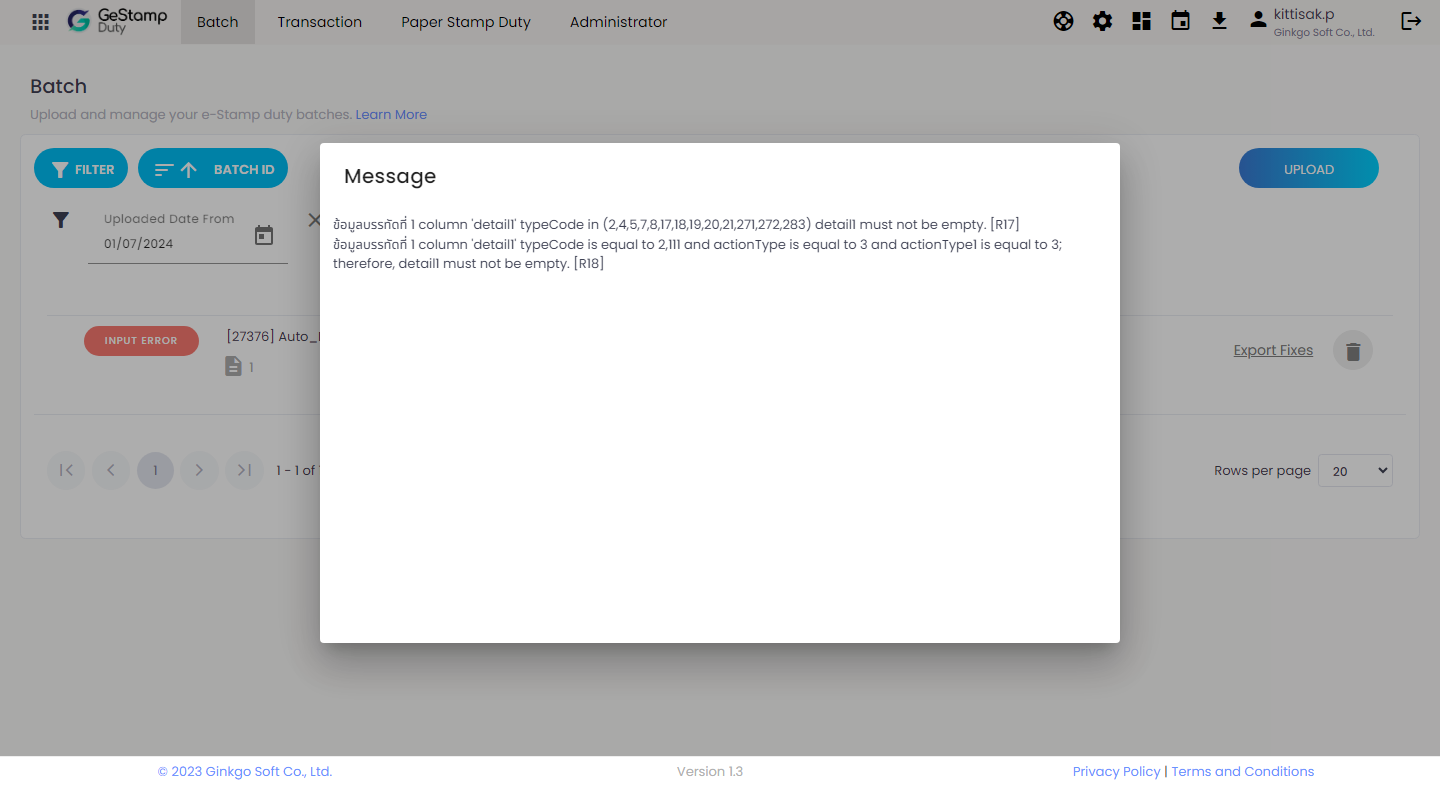 GeStamp
Duty
Batch
Transaction
Paper Stamp Duty
Administrator
kittisak.p
Ginkgo Soft Co., Ltd.
Batch
Upload and manage your e-Stamp duty batches. Learn More
FILTER
BATCH ID
UPLOAD
Uploaded Date From
01/07/2024
Message
ข้อมูลบรรทัดที่ 1 column 'detail1' typeCode in (2,4,5,7,8,17,18,19,20,21,271,272,283) detail1 must not be empty. [R17]
ข้อมูลบรรทัดที่ 1 column 'detail1' typeCode is equal to 2,111 and actionType is equal to 3 and actionType1 is equal to 3;
therefore, detail1 must not be empty. [R18]
INPUT ERROR
[27376] Auto_
1
Export Fixes
1
1 - 1 of
Rows per page
20
© 2023 Ginkgo Soft Co., Ltd.
Version 1.3
Privacy Policy | Terms and Conditions